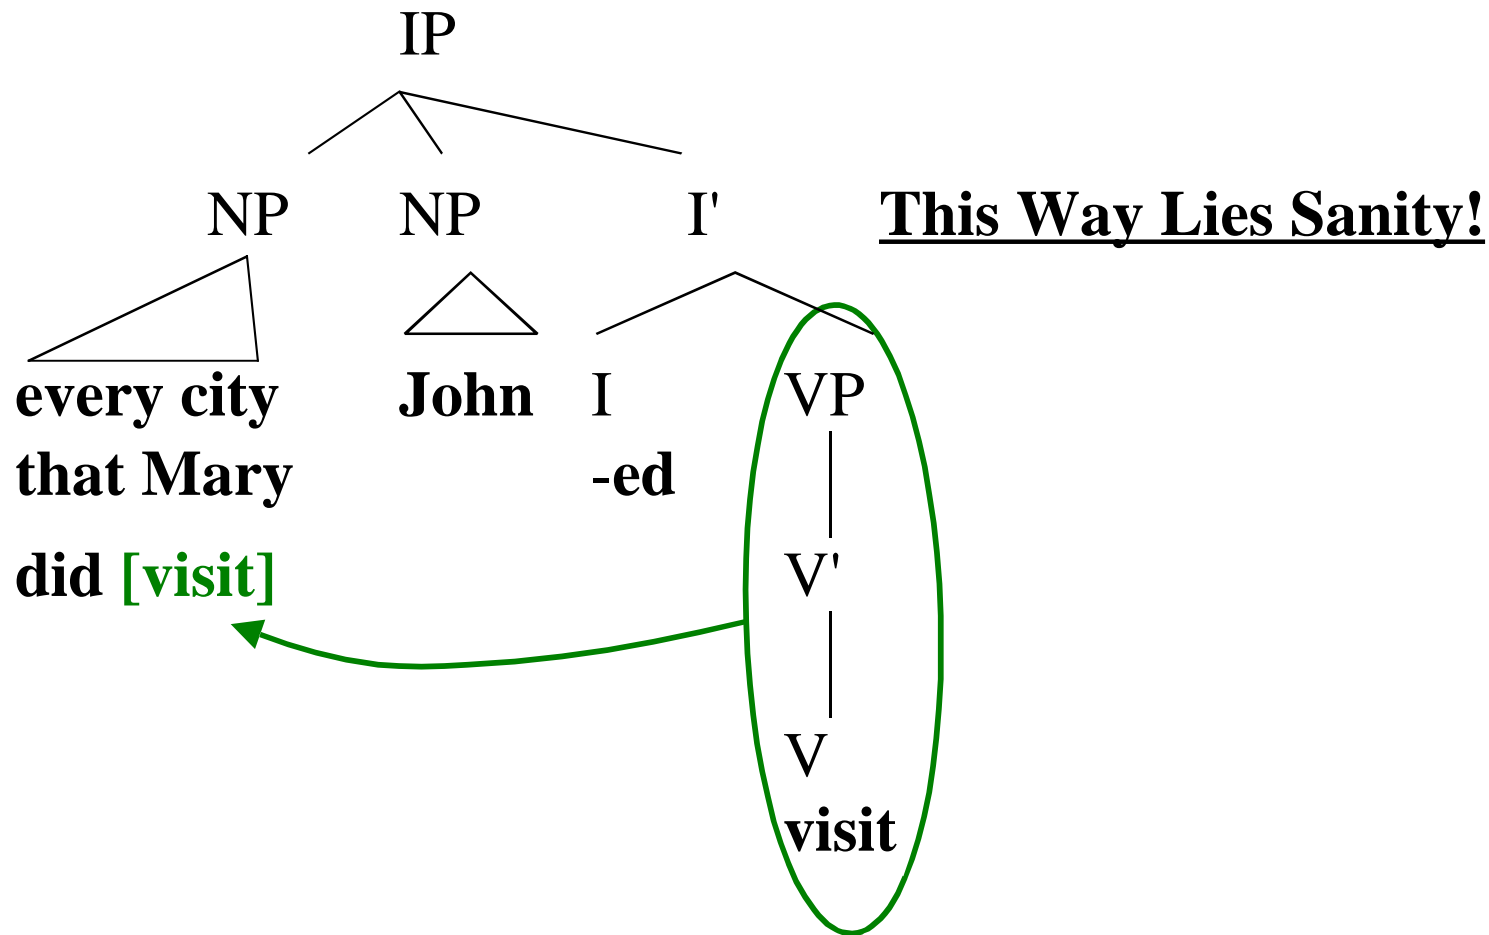 IP
NP NP I' This Way Lies Sanity!
every city John I VP
that Mary -ed
did [visit] V'
V
visit